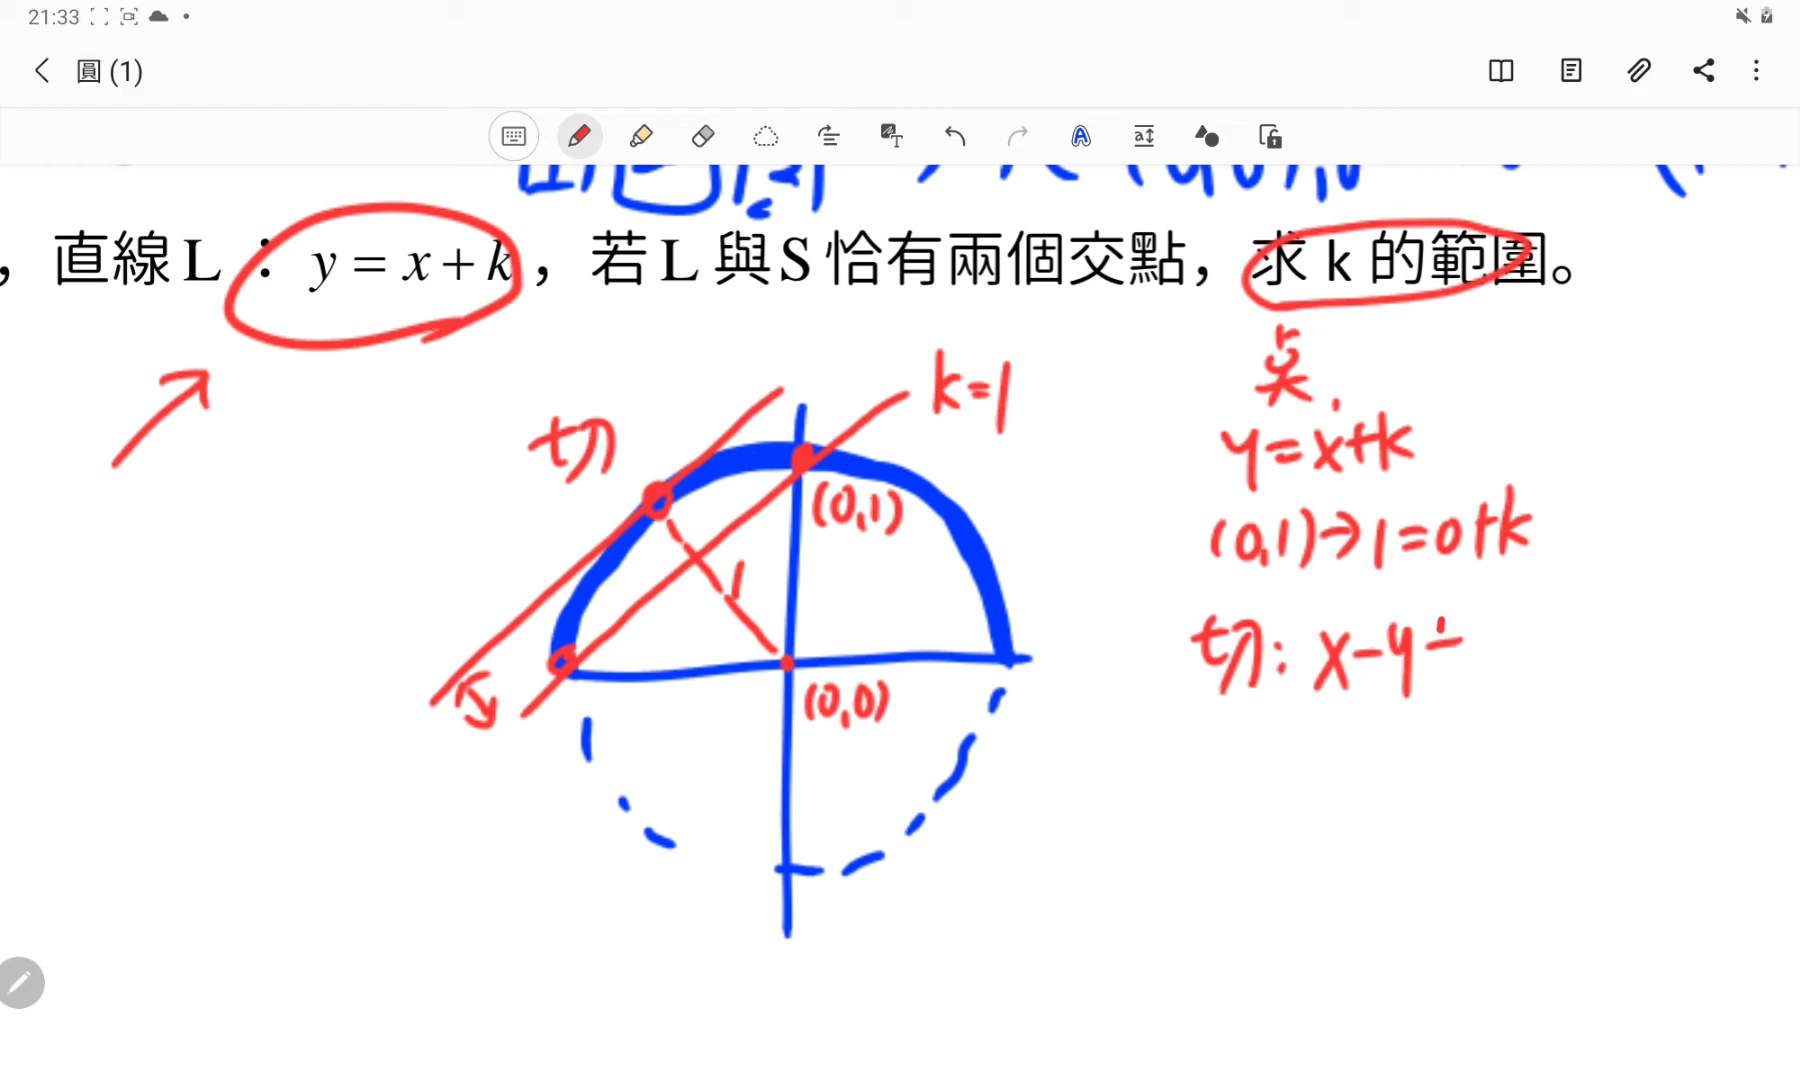 21:33
圓 (1)
，直線 L ： y = x + k ，若 L 與 S 恰有兩個交點，求 k 的範圍。
k=1
切
y=x+k
(0,1)
(0,1)→1=0+k
1
切: x-y+
(0,0)